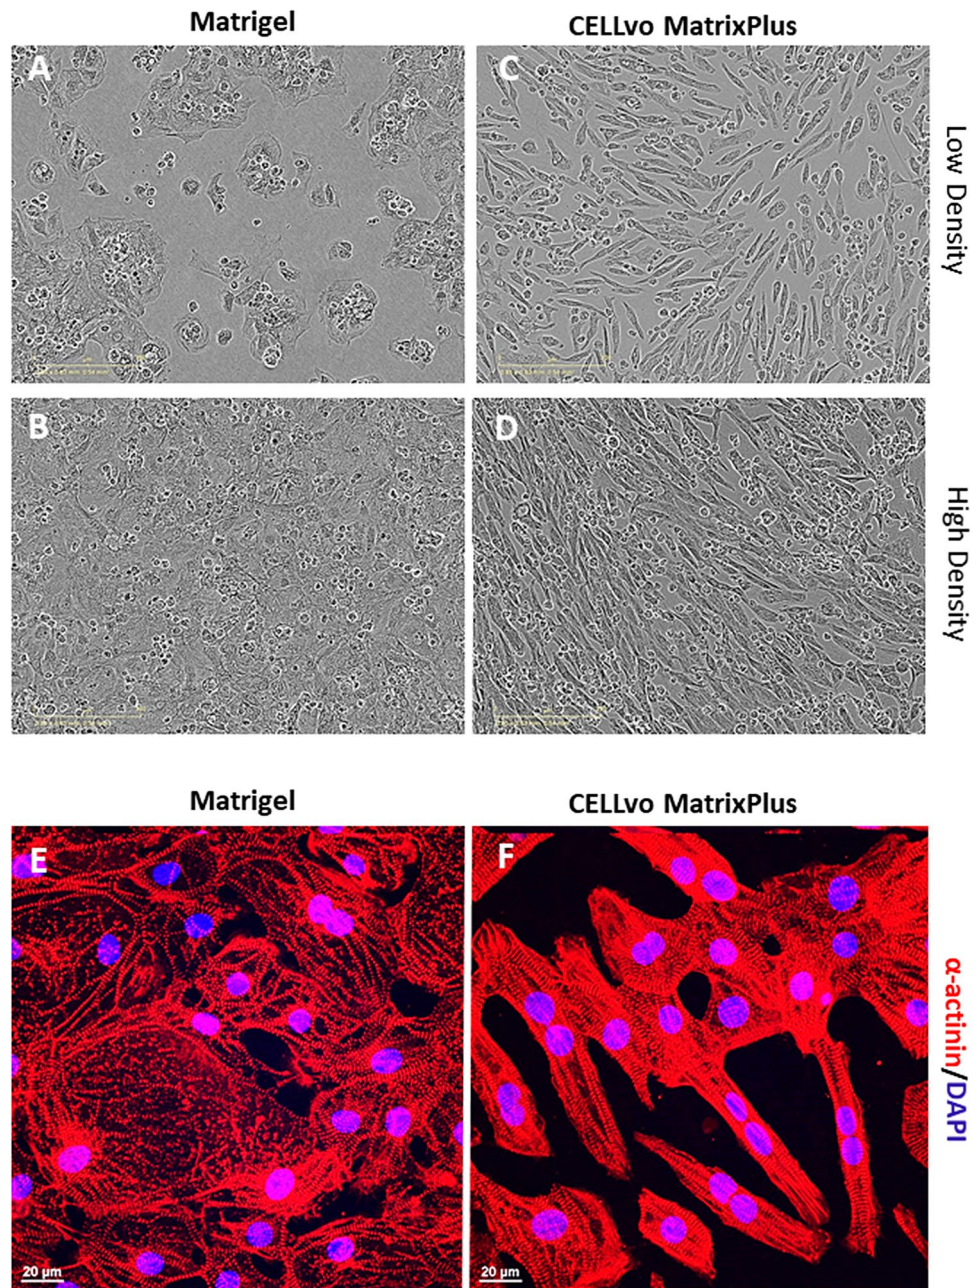 Matrigel
CELLvo MatrixPlus
A
C
Low Density
B
D
High Density
Matrigel
CELLvo MatrixPlus
E
F
α-actinin/DAPI
20 µm
20 µm